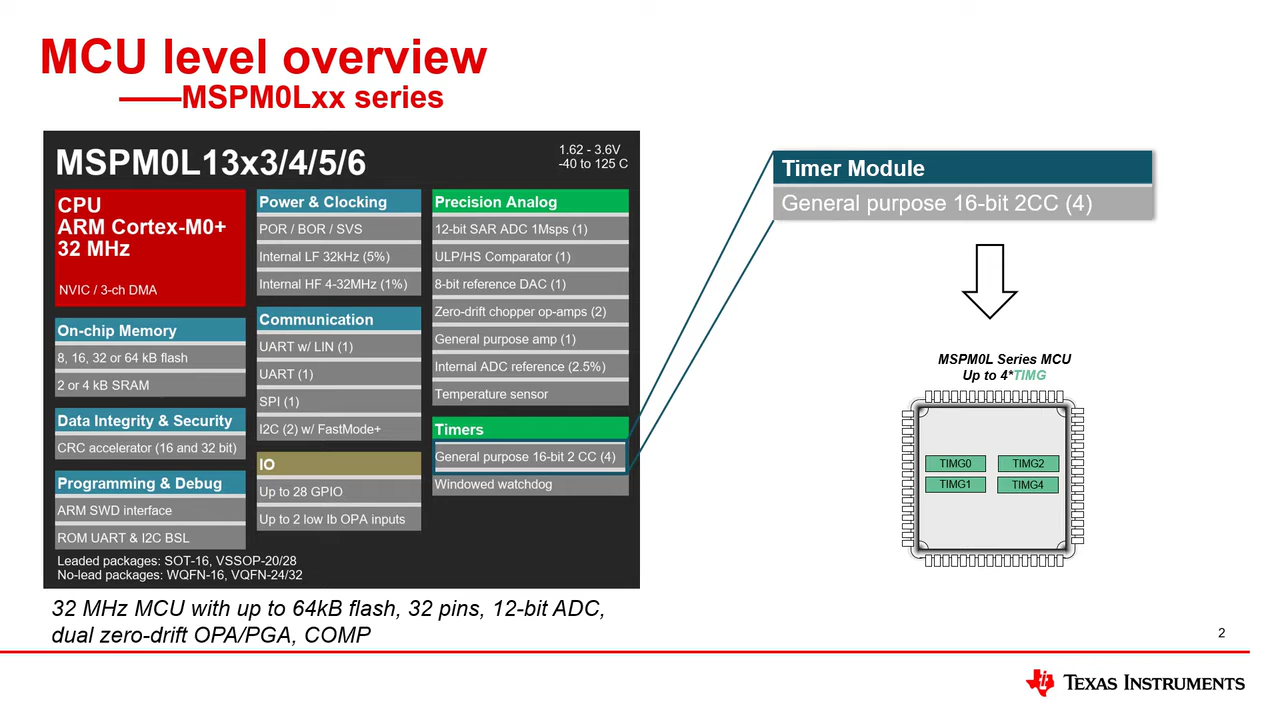 MCU level overview
——MSPM0Lxx series
MSPM0L13x3/4/5/6
1.62 - 3.6V
-40 to 125 C
CPU
ARM Cortex-M0+
32 MHz
NVIC / 3-ch DMA
On-chip Memory
8, 16, 32 or 64 kB flash
2 or 4 kB SRAM
Data Integrity & Security
CRC accelerator (16 and 32 bit)
Programming & Debug
ARM SWD interface
ROM UART & I2C BSL
Power & Clocking
POR / BOR / SVS
Internal LF 32kHz (5%)
Internal HF 4-32MHz (1%)
Communication
UART w/ LIN (1)
UART (1)
SPI (1)
I2C (2) w/ FastMode+
IO
Up to 28 GPIO
Up to 2 low Ib OPA inputs
Precision Analog
12-bit SAR ADC 1Msps (1)
ULP/HS Comparator (1)
8-bit reference DAC (1)
Zero-drift chopper op-amps (2)
General purpose amp (1)
Internal ADC reference (2.5%)
Temperature sensor
Timers
General purpose 16-bit 2 CC (4)
Windowed watchdog
Leaded packages: SOT-16, VSSOP-20/28
No-lead packages: WQFN-16, VQFN-24/32
32 MHz MCU with up to 64kB flash, 32 pins, 12-bit ADC,
dual zero-drift OPA/PGA, COMP
Timer Module
General purpose 16-bit 2CC (4)
MSPM0L Series MCU
Up to 4*TIMG
TIMG0
TIMG2
TIMG1
TIMG4
2
TEXAS INSTRUMENTS